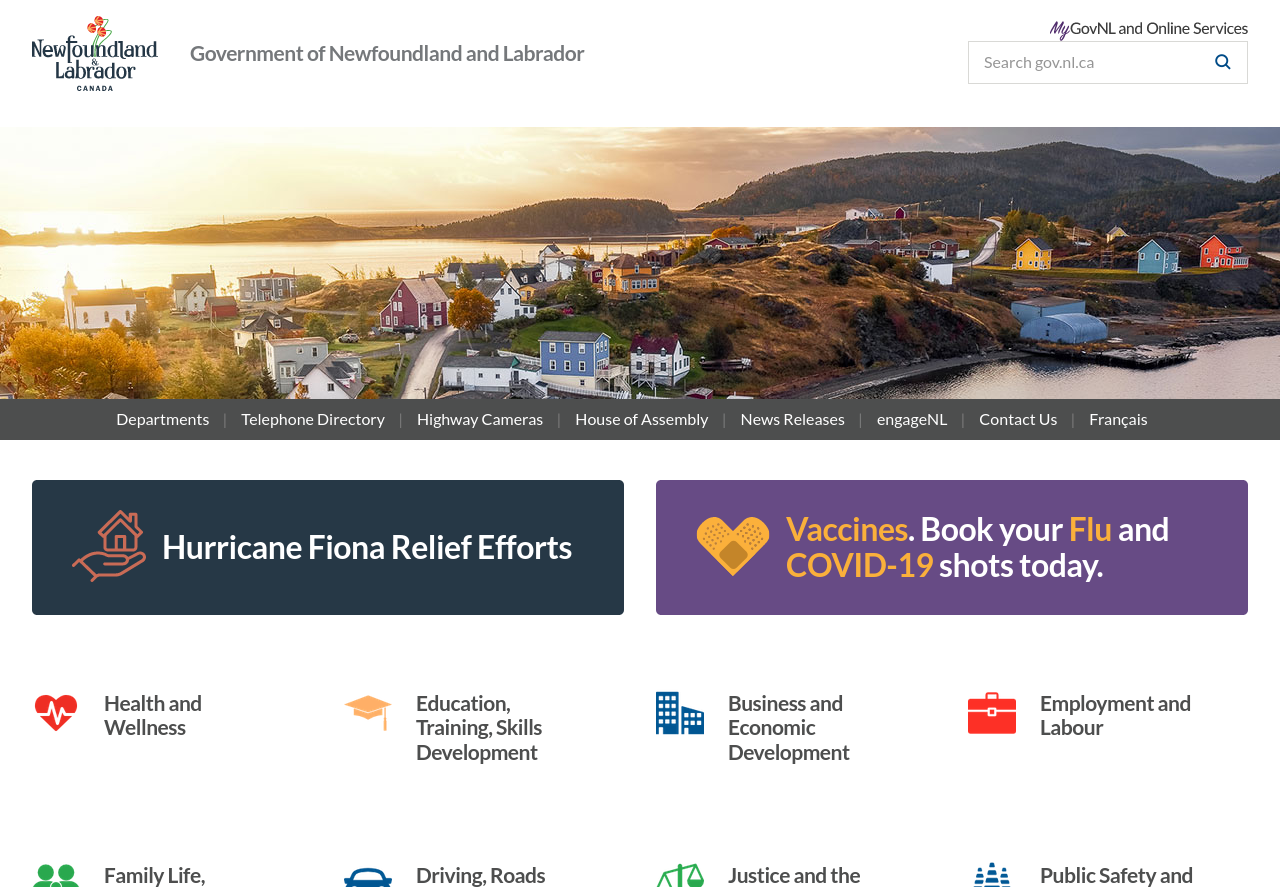 Newfoundland
&
Labrador
CANADA
Government of Newfoundland and Labrador
MyGovNL and Online Services
Search gov.nl.ca
Departments | Telephone Directory | Highway Cameras | House of Assembly | News Releases | engageNL | Contact Us | Français
Hurricane Fiona Relief Efforts
Vaccines. Book your Flu and
COVID-19 shots today.
Health and
Wellness
Education,
Training, Skills
Development
Business and
Economic
Development
Employment and
Labour
Family Life,
Driving, Roads
Justice and the
Public Safety and